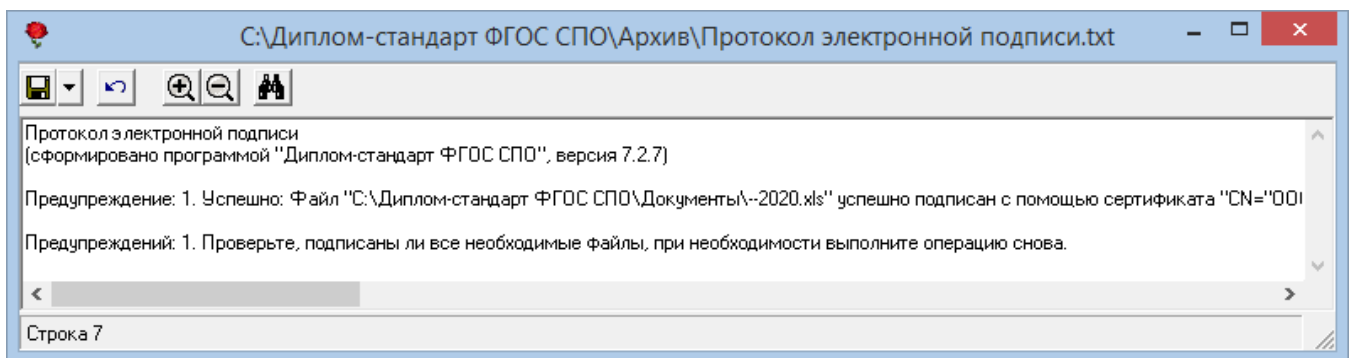 C:\Диплом-стандарт ФГОС СПО\Архив\Протокол электронной подписи.txt
Протокол электронной подписи
(сформировано программой "Диплом-стандарт ФГОС СПО", версия 7.2.7)
Предупреждение: 1. Успешно: Файл "C:\Диплом-стандарт ФГОС СПО\Документы\--2020.xls" успешно подписан с помощью сертификата "CN="ОО
Предупреждений: 1. Проверьте, подписаны ли все необходимые файлы, при необходимости выполните операцию снова.
Строка 7